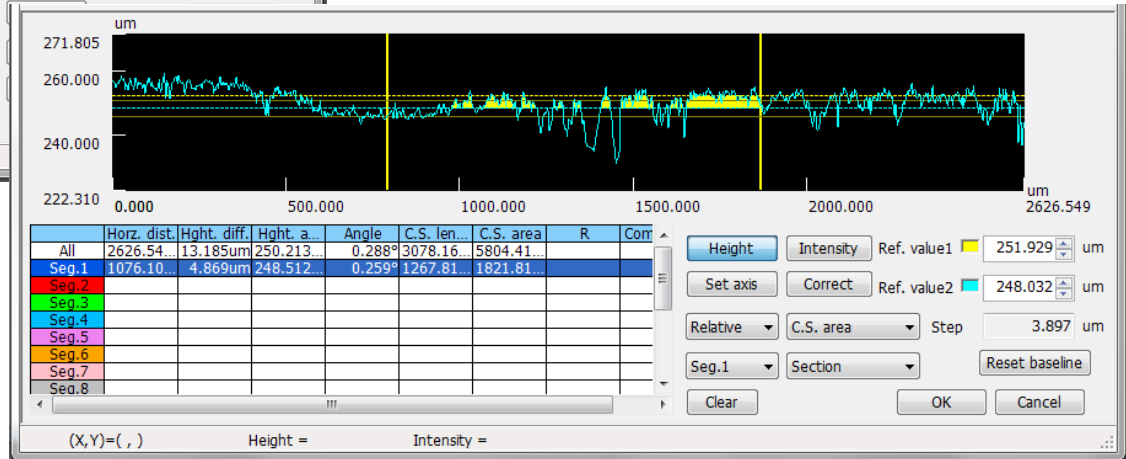 um
271.805
260.000
240.000
222.310
0.000 500.000 1000.000 1500.000 2000.000 2626.549
um
Horz. dist. Hght. diff. Hght. a... Angle C.S. len... C.S. area R Com
All 2626.54... 13.185um 250.213... 0.288° 3078.16... 5804.41...
Seg.1 1076.10... 4.869um 248.512... 0.259° 1267.81... 1821.81...
Seg.2
Seg.3
Seg.4
Seg.5
Seg.6
Seg.7
Seg.8
Height Intensity Ref. value1 251.929 um
Set axis Correct Ref. value2 248.032 um
Relative C.S. area Step 3.897 um
Seg.1 Section Reset baseline
Clear OK Cancel
(X,Y)=( , ) Height = Intensity =